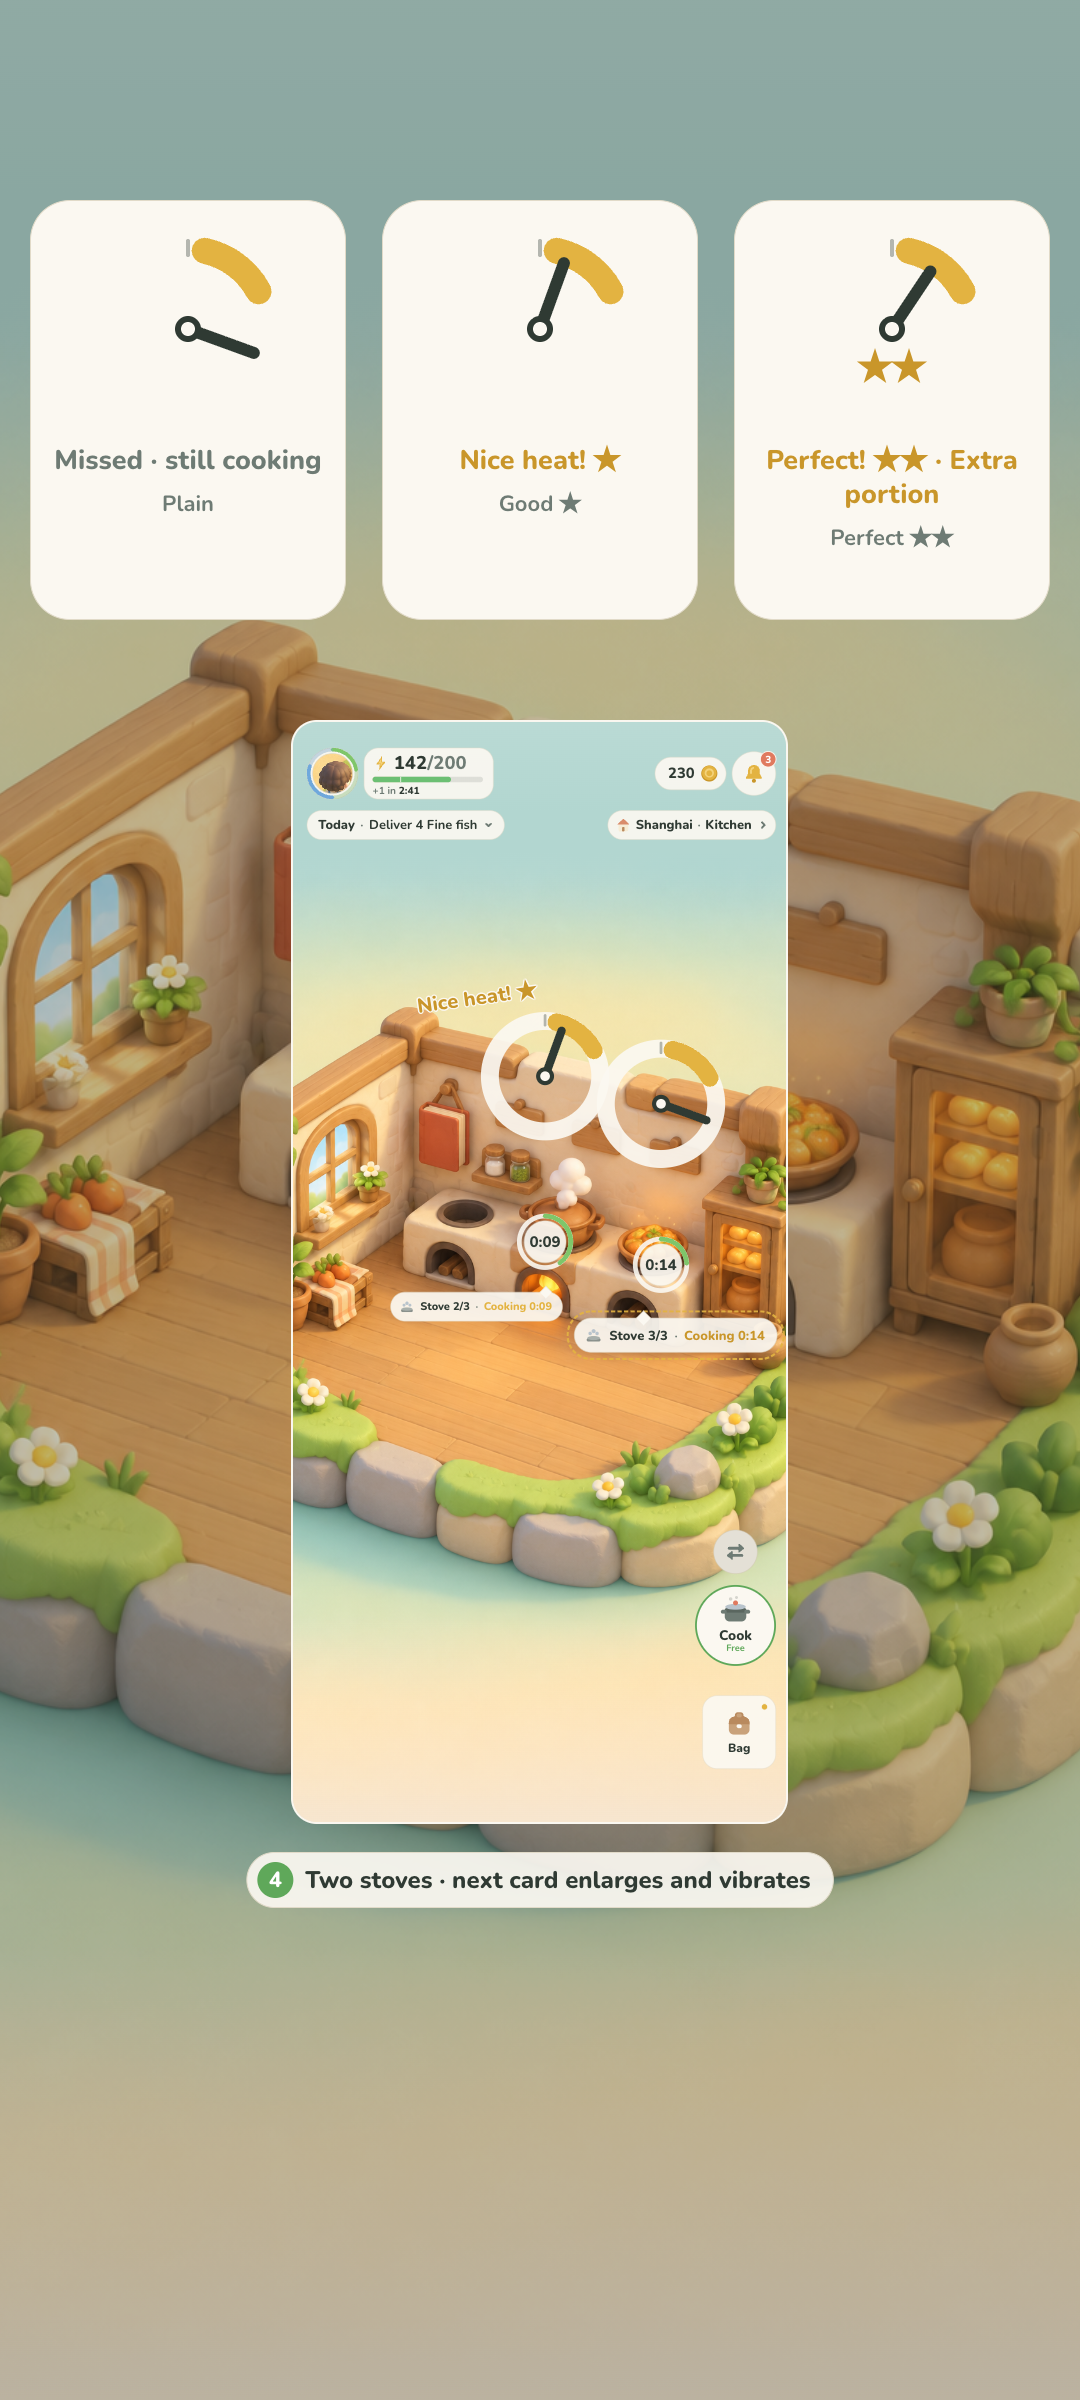 Missed · still cooking
Plain
Nice heat! ★
Good ★
Perfect! ★★ · Extra
portion
Perfect ★★
142/200
+1 in 2:41
230
3
Today · Deliver 4 Fine fish
Shanghai · Kitchen
Nice heat! ★
0:09
0:14
Stove 2/3 · Cooking 0:09
Stove 3/3 · Cooking 0:14
Cook
Free
Bag
4 Two stoves · next card enlarges and vibrates